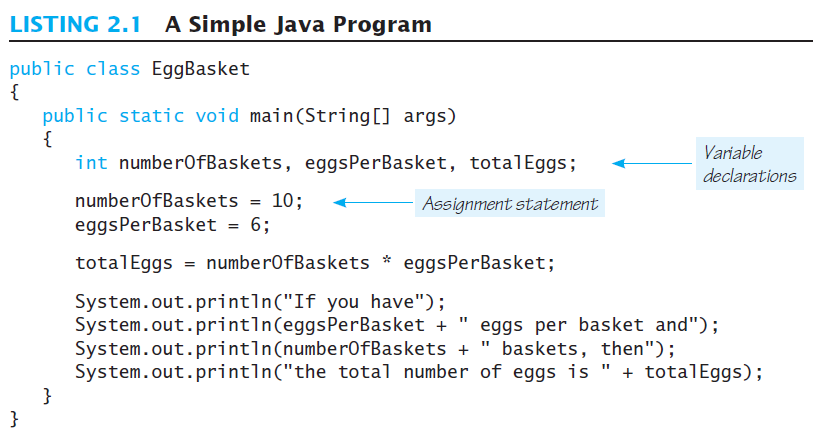 LISTING 2.1 A Simple Java Program
public class EggBasket
{
public static void main(String[] args)
{
int numberOfBaskets, eggsPerBasket, totalEggs;
Variable
declarations
numberOfBaskets = 10;
Assignment statement
eggsPerBasket = 6;
totalEggs = numberOfBaskets * eggsPerBasket;
System.out.println("If you have");
System.out.println(eggsPerBasket + " eggs per basket and");
System.out.println(numberOfBaskets + " baskets, then");
System.out.println("the total number of eggs is " + totalEggs);
}
}